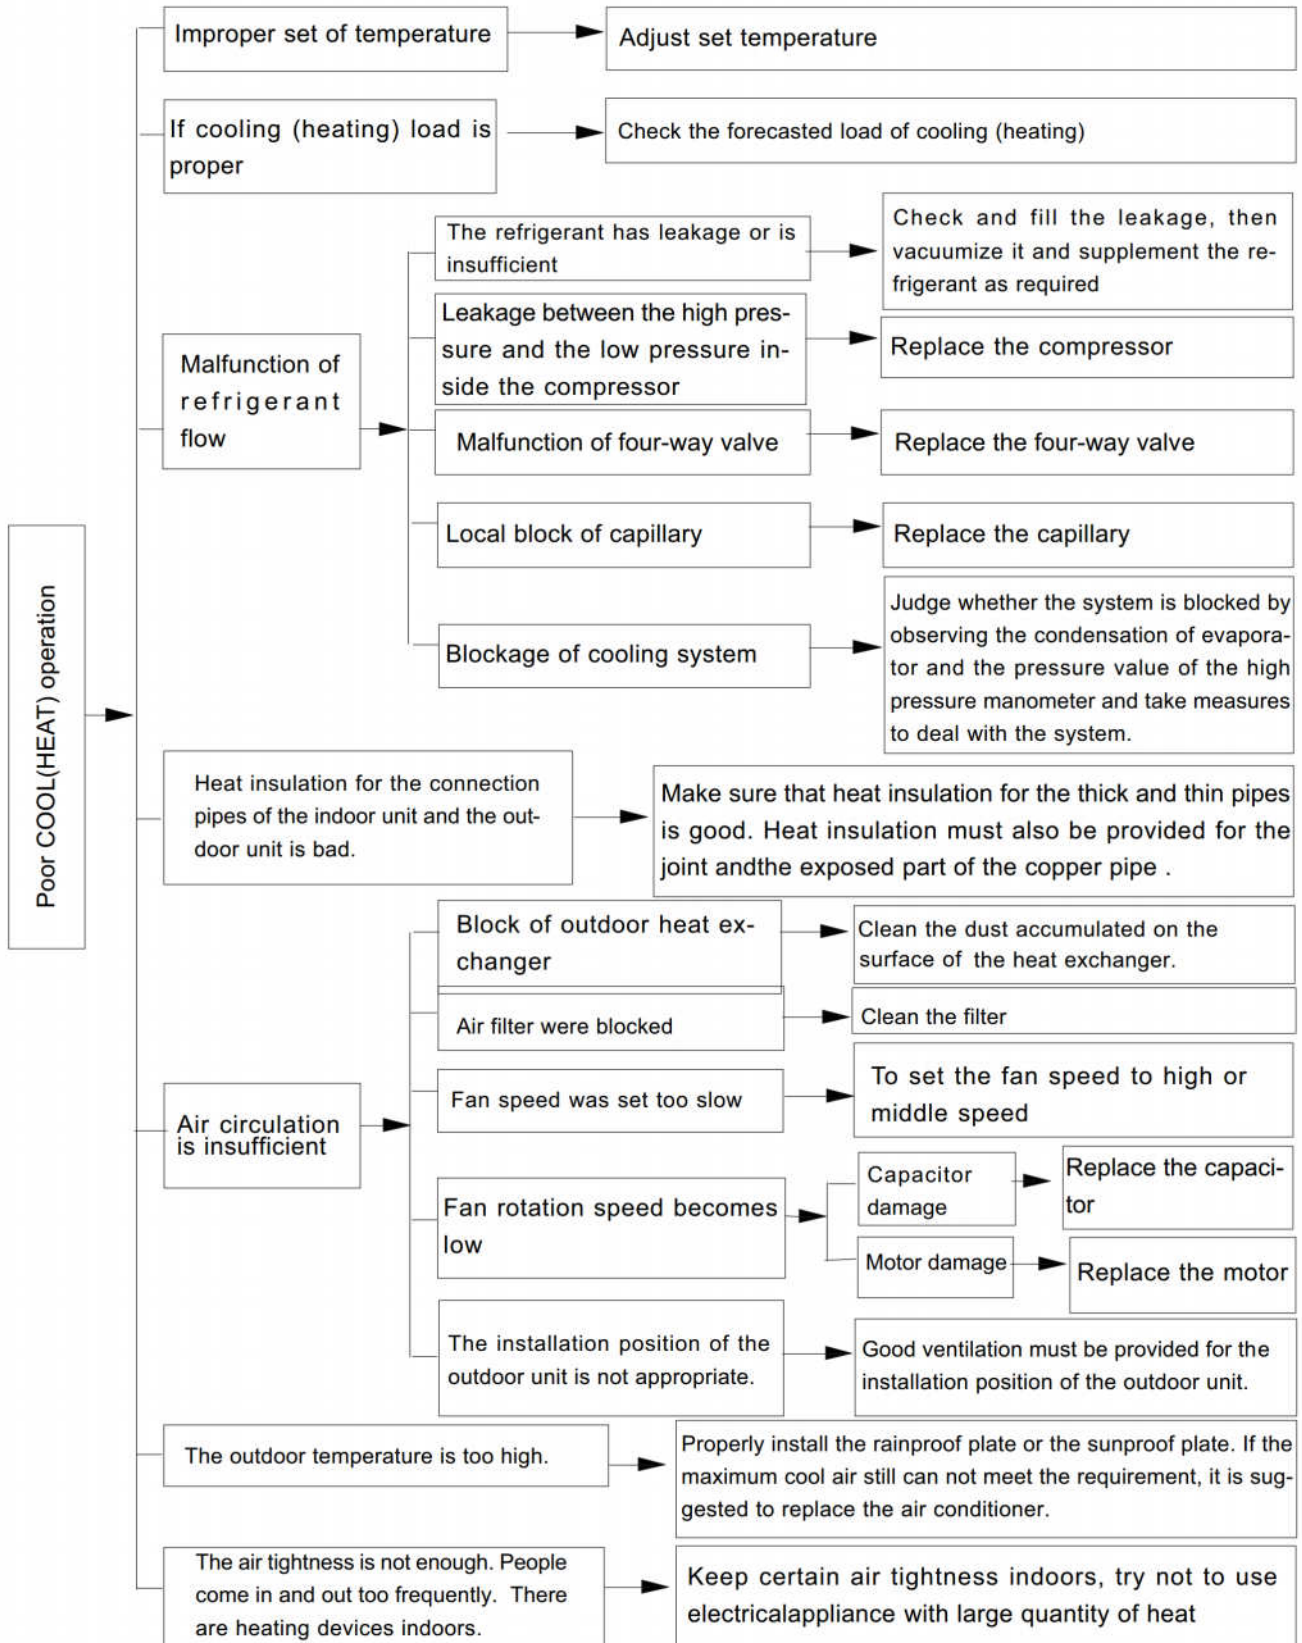 Improper set of temperature
Adjust set temperature
If cooling (heating) load is
proper
Check the forecasted load of cooling (heating)
Poor COOL(HEAT) operation
Malfunction of
refrigerant
flow
The refrigerant has leakage or is
insufficient
Check and fill the leakage, then
vacuumize it and supplement the re-
frigerant as required
Leakage between the high pres-
sure and the low pressure in-
side the compressor
Replace the compressor
Malfunction of four-way valve
Replace the four-way valve
Local block of capillary
Replace the capillary
Blockage of cooling system
Judge whether the system is blocked by
observing the condensation of evapora-
tor and the pressure value of the high
pressure manometer and take measures
to deal with the system.
Heat insulation for the connection
pipes of the indoor unit and the out-
door unit is bad.
Make sure that heat insulation for the thick and thin pipes
is good. Heat insulation must also be provided for the
joint andthe exposed part of the copper pipe .
Air circulation
is insufficient
Block of outdoor heat ex-
changer
Clean the dust accumulated on the
surface of the heat exchanger.
Air filter were blocked
Clean the filter
Fan speed was set too slow
To set the fan speed to high or
middle speed
Fan rotation speed becomes
low
Capacitor
damage
Replace the capaci-
tor
Motor damage
Replace the motor
The installation position of the
outdoor unit is not appropriate.
Good ventilation must be provided for the
installation position of the outdoor unit.
The outdoor temperature is too high.
Properly install the rainproof plate or the sunproof plate. If the
maximum cool air still can not meet the requirement, it is sug-
gested to replace the air conditioner.
The air tightness is not enough. People
come in and out too frequently. There
are heating devices indoors.
Keep certain air tightness indoors, try not to use
electricalappliance with large quantity of heat